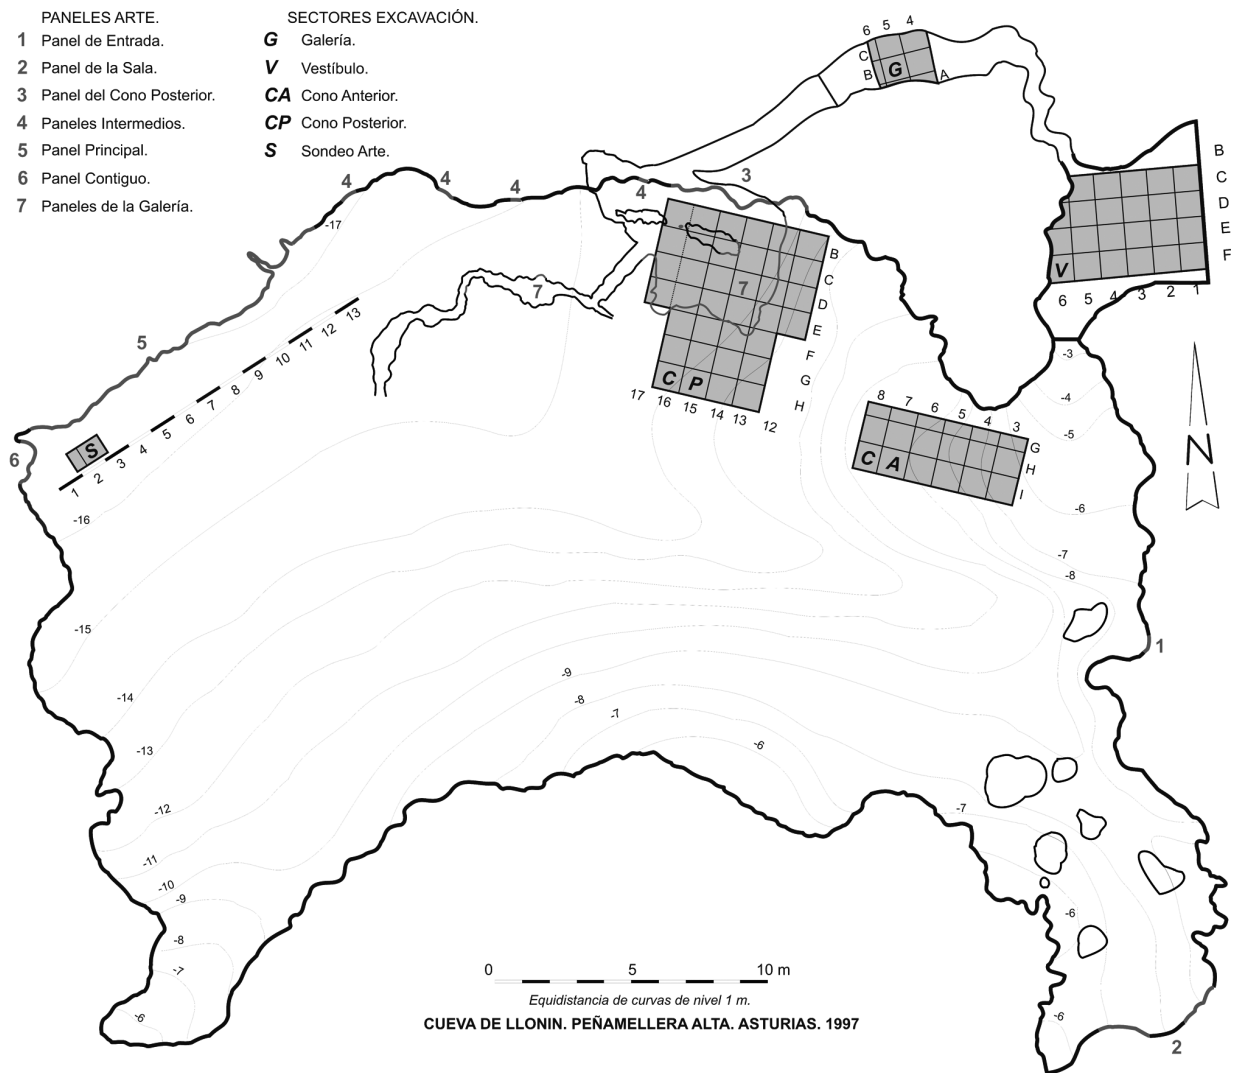 PANELES ARTE.
1 Panel de Entrada.
2 Panel de la Sala.
3 Panel del Cono Posterior.
4 Paneles Intermedios.
5 Panel Principal.
6 Panel Contiguo.
7 Paneles de la Galería.
SECTORES EXCAVACIÓN.
G Galería.
V Vestíbulo.
CA Cono Anterior.
CP Cono Posterior.
S Sondeo Arte.
6 5 4
C
B
G
A
B
C
D
E
F
V
6 5 4 3 2 1
3
4 4 4 4
-17
7
7
B
C
D
E
F
G
H
C P
17 16 15 14 13 12
5
13
12
11
10
9
8
7
6
5
4
3
2
1
S
6
-3
-4
-5
-6
-7
-8
8 7 6 5 4 3
G
H
I
C A
N
-16
-15
-14
-13
-12
-11
-10
-9
-8
-7
-6
-9
-8
-7
-6
-7
-6
-6
1
2
0 5 10 m
Equidistancia de curvas de nivel 1 m.
CUEVA DE LLONIN. PEÑAMELLERA ALTA. ASTURIAS. 1997